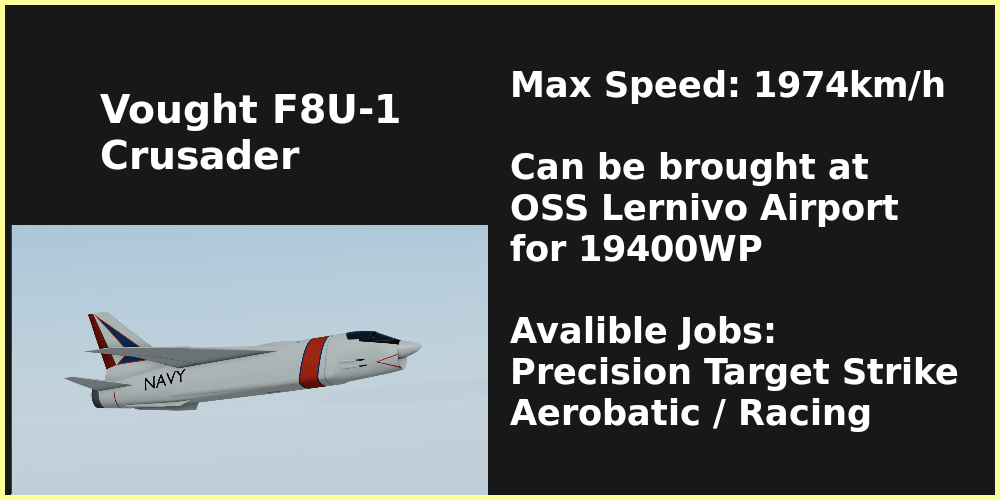 Vought F8U-1
Crusader
Max Speed: 1974km/h
Can be brought at
OSS Lernivo Airport
for 19400WP
Avalible Jobs:
Precision Target Strike
Aerobatic / Racing
NAVY